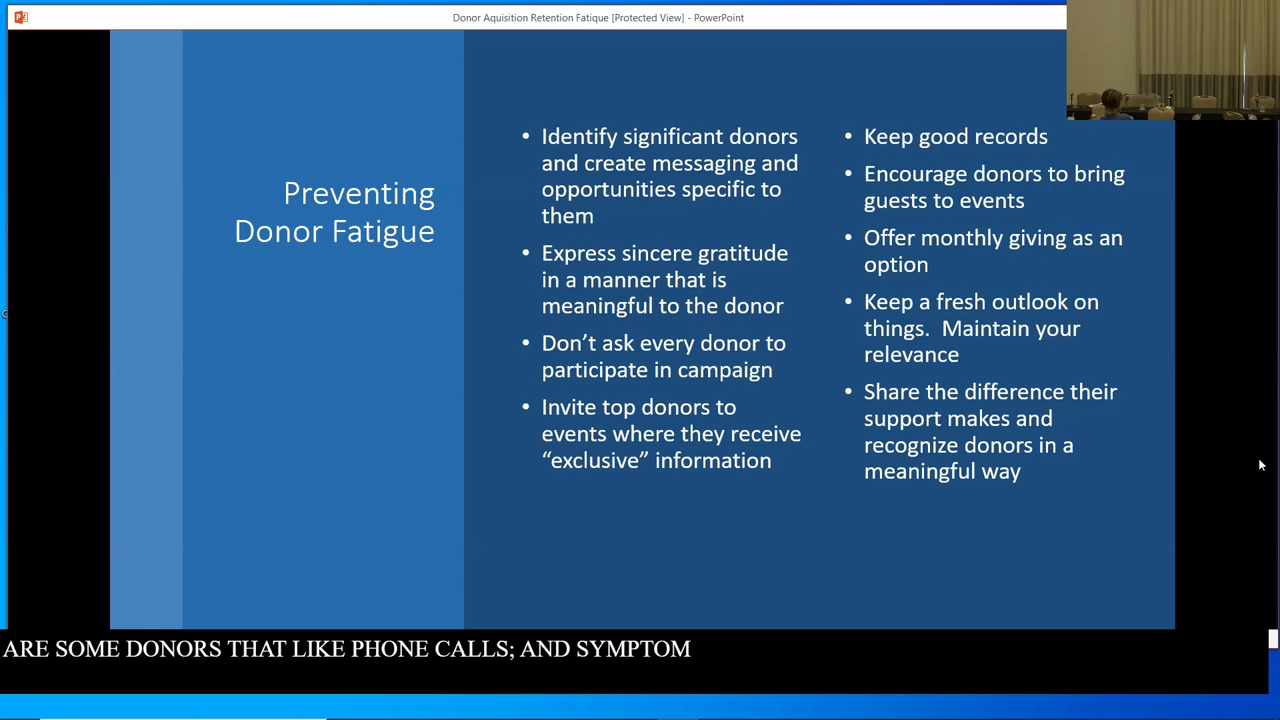 Donor Aquisition Retention Fatique [Protected View] - PowerPoint
Preventing
Donor Fatigue
• Identify significant donors
and create messaging and
opportunities specific to
them
• Express sincere gratitude
in a manner that is
meaningful to the donor
• Don’t ask every donor to
participate in campaign
• Invite top donors to
events where they receive
“exclusive” information
• Keep good records
• Encourage donors to bring
guests to events
• Offer monthly giving as an
option
• Keep a fresh outlook on
things.  Maintain your
relevance
• Share the difference their
support makes and
recognize donors in a
meaningful way
ARE SOME DONORS THAT LIKE PHONE CALLS; AND SYMPTOM